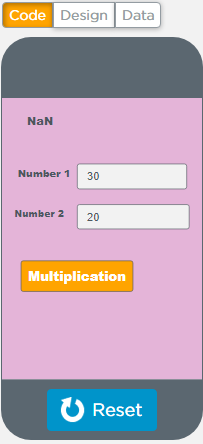 Code Design Data
NaN
Number 1 30
Number 2 20
Multiplication
Reset